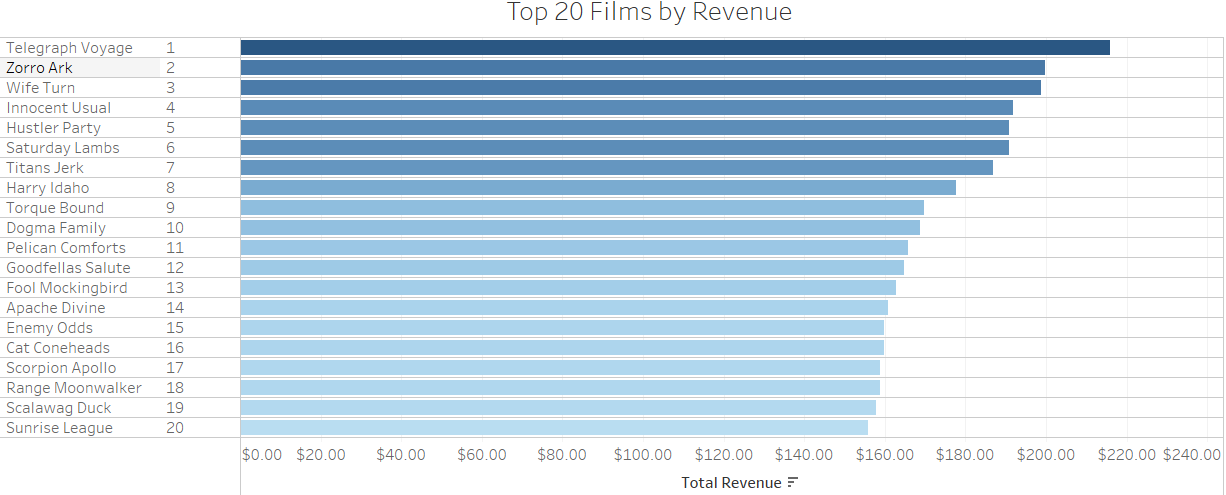 Top 20 Films by Revenue
Telegraph Voyage 1
Zorro Ark 2
Wife Turn 3
Innocent Usual 4
Hustler Party 5
Saturday Lambs 6
Titans Jerk 7
Harry Idaho 8
Torque Bound 9
Dogma Family 10
Pelican Comforts 11
Goodfellas Salute 12
Fool Mockingbird 13
Apache Divine 14
Enemy Odds 15
Cat Coneheads 16
Scorpion Apollo 17
Range Moonwalker 18
Scalawag Duck 19
Sunrise League 20
$0.00 $20.00 $40.00 $60.00 $80.00 $100.00 $120.00 $140.00 $160.00 $180.00 $200.00 $220.00 $240.00
Total Revenue